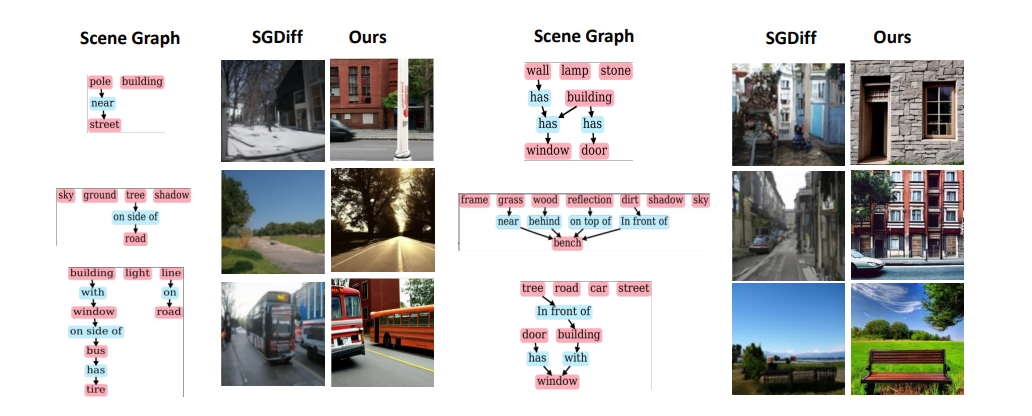 Scene Graph SGDiff Ours
pole building
near
street
sky ground tree shadow
on side of
road
building light line
with on
window road
on side of
bus
has
tire
Scene Graph SGDiff Ours
wall lamp stone
has building
has has
window door
frame grass wood reflection dirt shadow sky
near behind on top of In front of
bench
tree road car street
In front of
door building
has with
window